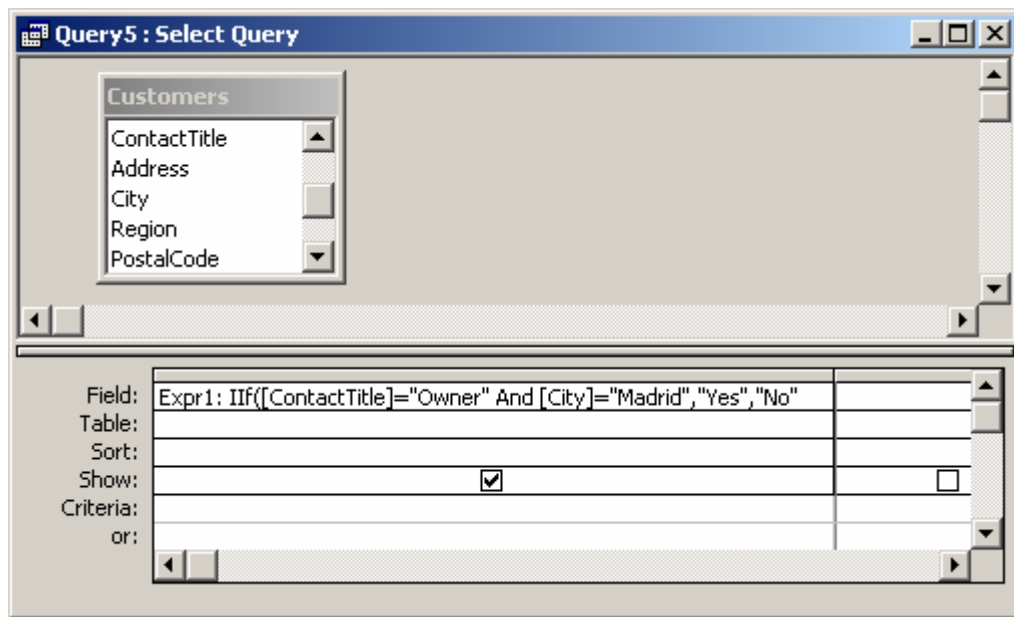 Query5 : Select Query
Customers
ContactTitle
Address
City
Region
PostalCode
Field: Expr1: IIf([ContactTitle]="Owner" And [City]="Madrid","Yes","No"
Table:
Sort:
Show:
Criteria:
or: